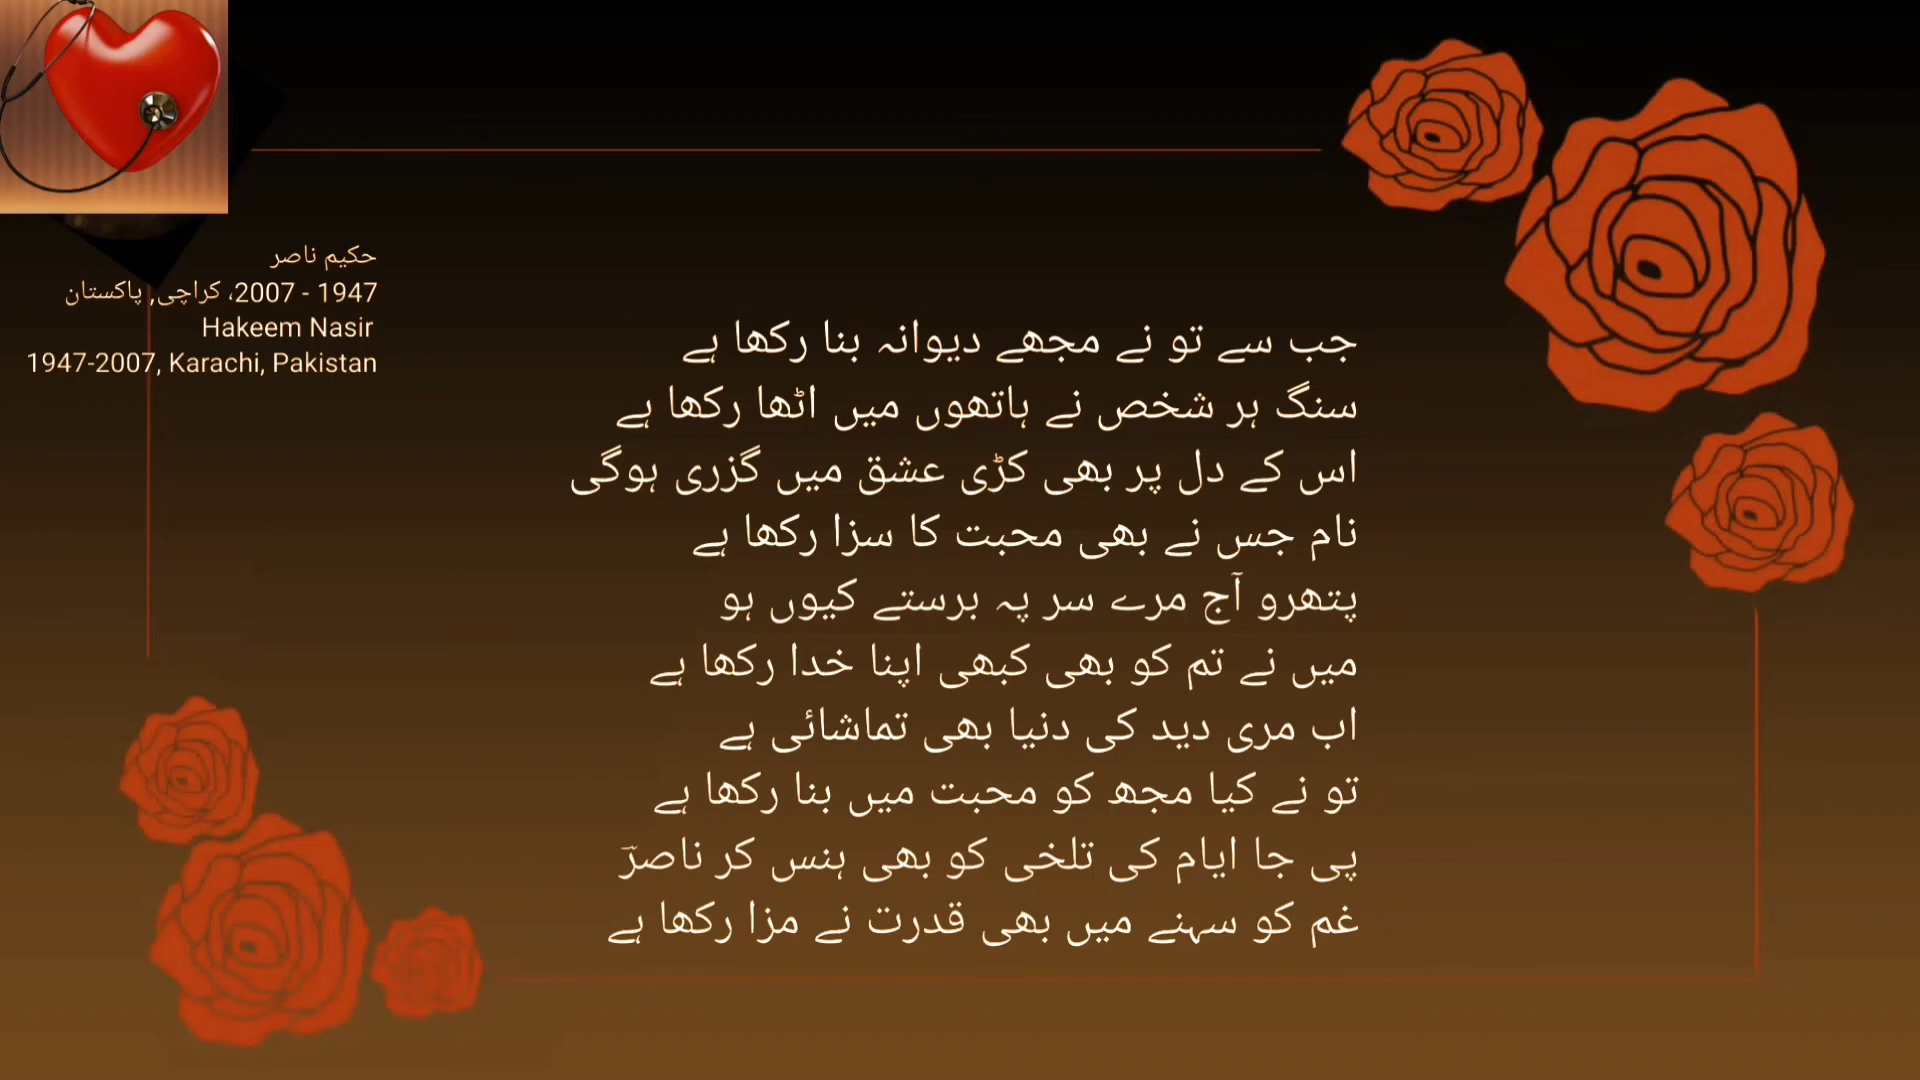 حکیم ناصر
1947 - 2007، کراچی, پاکستان
Hakeem Nasir
1947-2007, Karachi, Pakistan
جب سے تو نے مجھے دیوانہ بنا رکھا ہے
سنگ ہر شخص نے ہاتھوں میں اٹھا رکھا ہے
اس کے دل پر بھی کڑی عشق میں گزری ہوگی
نام جس نے بھی محبت کا سزا رکھا ہے
پتھرو آج مرے سر پہ برستے کیوں ہو
میں نے تم کو بھی کبھی اپنا خدا رکھا ہے
اب مری دید کی دنیا بھی تماشائی ہے
تو نے کیا مجھ کو محبت میں بنا رکھا ہے
پی جا ایام کی تلخی کو بھی ہنس کر ناصرؔ
غم کو سہنے میں بھی قدرت نے مزا رکھا ہے